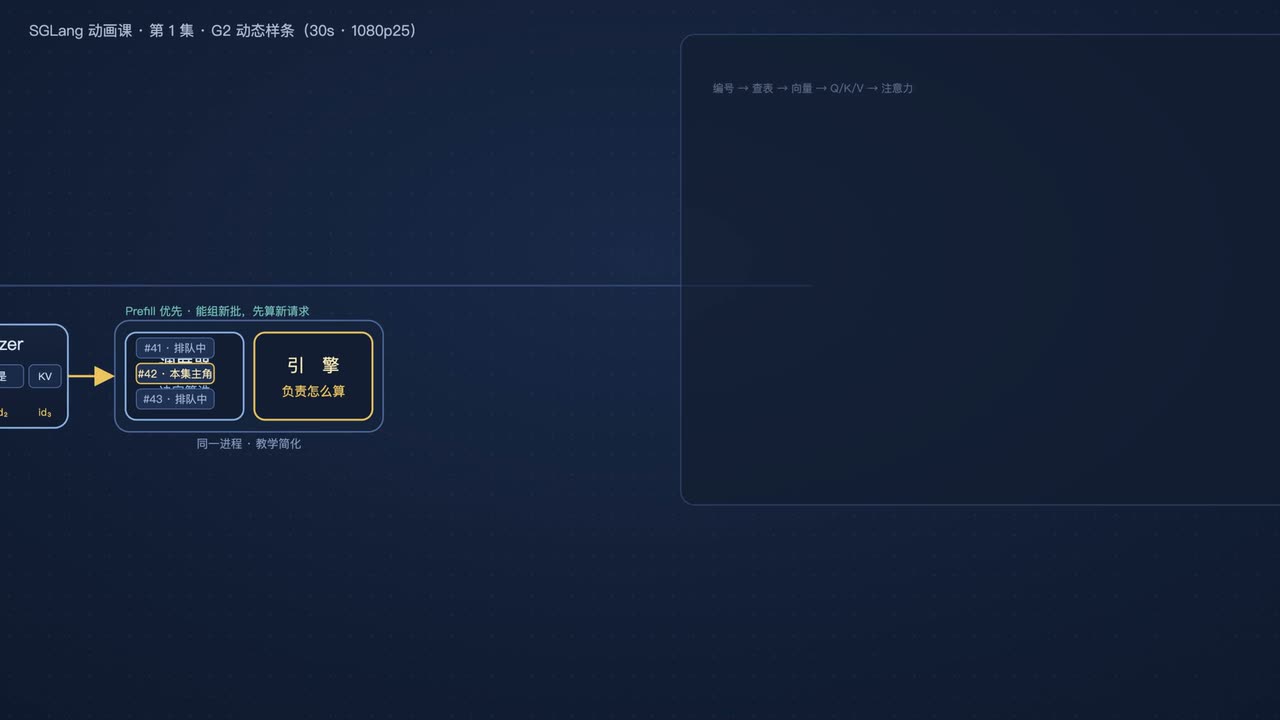 SGLang 动画课 · 第 1 集 · G2 动态样条（30s · 1080p25）
编号 → 查表 → 向量 → Q/K/V → 注意力
Prefill 优先 · 能组新批，先算新请求
zer
是
KV
id₃
#41 · 排队中
#42 · 本集主角
#43 · 排队中
引 擎
负责怎么算
同一进程 · 教学简化